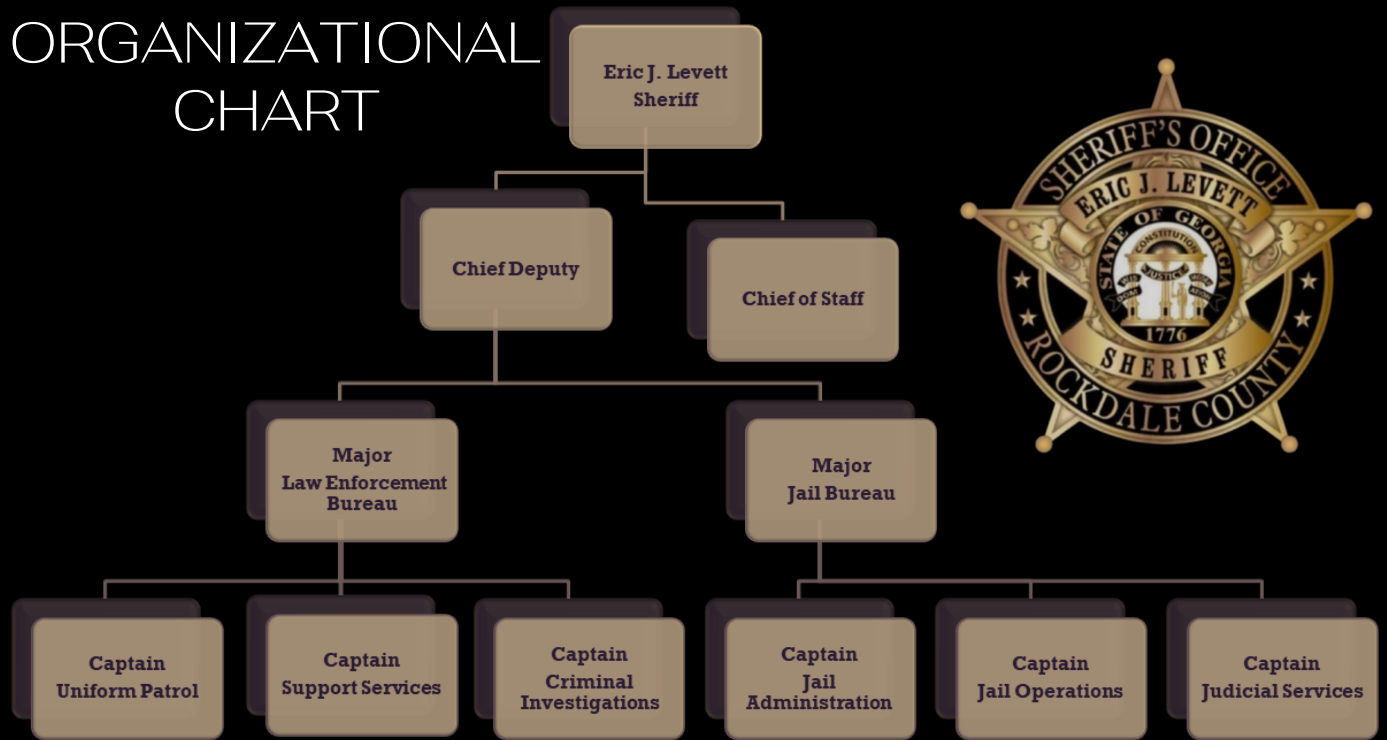 ORGANIZATIONAL
CHART
Eric J. Levett
Sheriff
Chief Deputy
Chief of Staff
Major
Law Enforcement
Bureau
Major
Jail Bureau
Captain
Uniform Patrol
Captain
Support Services
Captain
Criminal
Investigations
Captain
Jail
Administration
Captain
Jail Operations
Captain
Judicial Services
SHERIFF'S OFFICE
ERIC J. LEVETT
STATE OF GEORGIA
CONSTITUTION
JUSTICE
1776
SHERIFF
ROCKDALE COUNTY